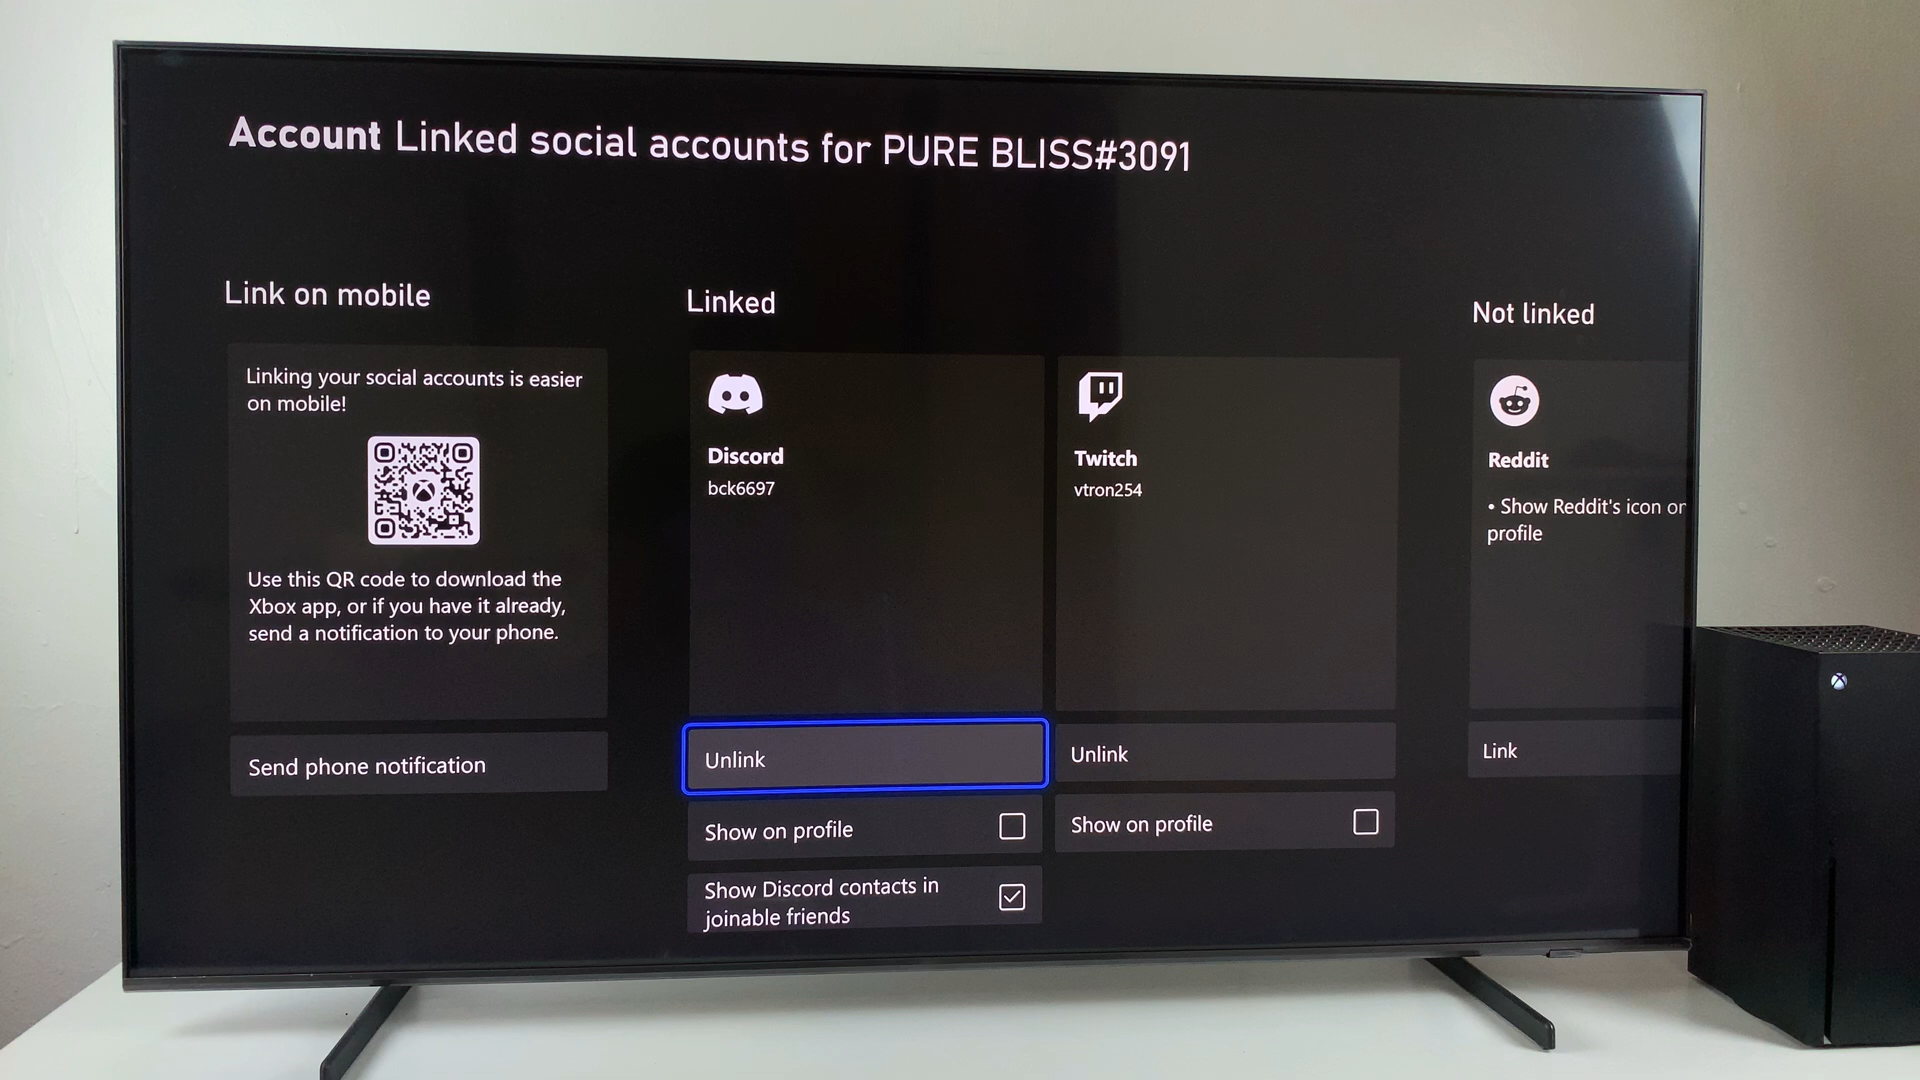 Account Linked social accounts for PURE BLISS#3091
Link on mobile
Linking your social accounts is easier
on mobile!
Use this QR code to download the
Xbox app, or if you have it already,
send a notification to your phone.
Send phone notification
Linked
Discord
bck6697
Unlink
Show on profile
Show Discord contacts in
joinable friends
Twitch
vtron254
Unlink
Show on profile
Not linked
Reddit
• Show Reddit's icon or
profile
Link